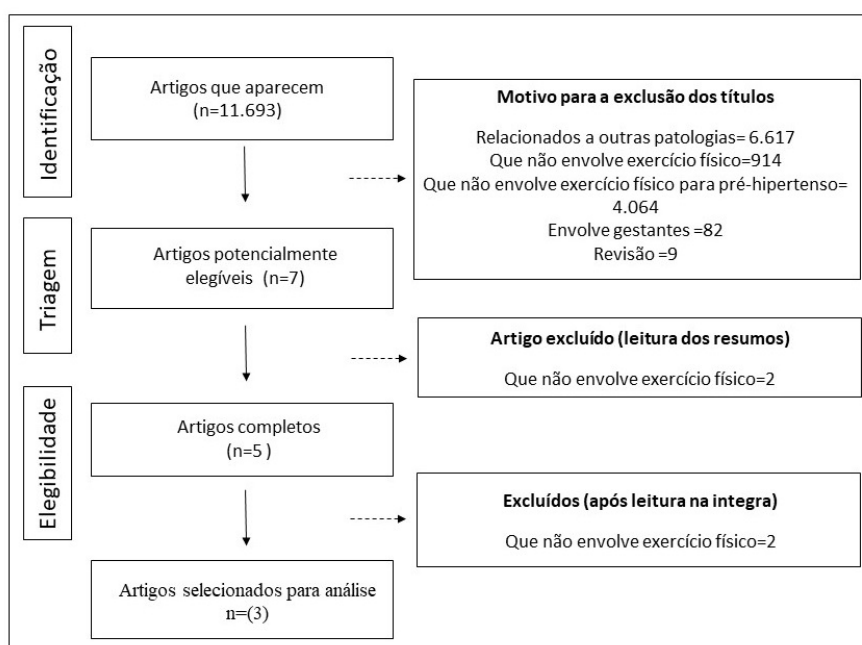 Identificação
Artigos que aparecem
(n=11.693)
Motivo para a exclusão dos títulos
Relacionados a outras patologias= 6.617
Que não envolve exercício físico=914
Que não envolve exercício físico para pré-hipertenso=
4.064
Envolve gestantes =82
Revisão =9
Triagem
Artigos potencialmente
elegíveis (n=7)
Artigo excluído (leitura dos resumos)
Que não envolve exercício físico=2
Elegibilidade
Artigos completos
(n=5 )
Excluídos (após leitura na integra)
Que não envolve exercício físico=2
Artigos selecionados para análise
n=(3)